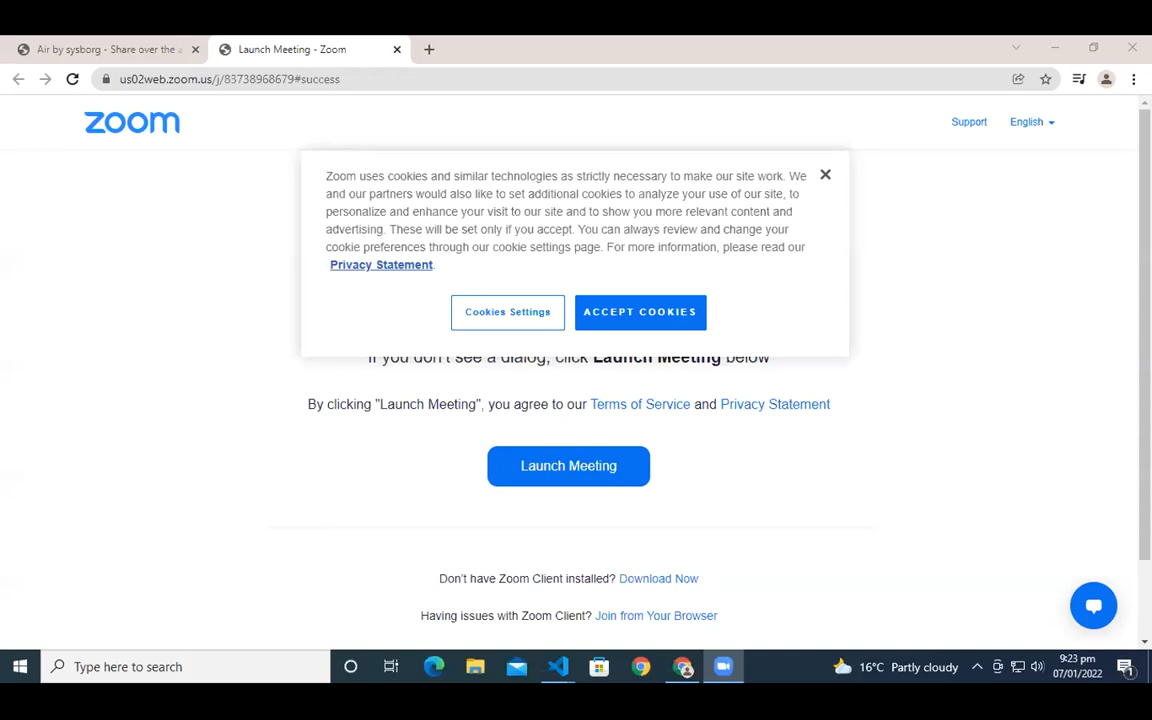 Air by sysborg - Share over the
Launch Meeting - Zoom
us02web.zoom.us/j/83738968679#success
zoom
Support
English
Zoom uses cookies and similar technologies as strictly necessary to make our site work. We
and our partners would also like to set additional cookies to analyze your use of our site, to
personalize and enhance your visit to our site and to show you more relevant content and
advertising. These will be set only if you accept. You can always review and change your
cookie preferences through our cookie settings page. For more information, please read our
Privacy Statement.
Cookies Settings
ACCEPT COOKIES
If you don't see a dialog, click Launch Meeting below
By clicking "Launch Meeting", you agree to our Terms of Service and Privacy Statement
Launch Meeting
Don't have Zoom Client installed? Download Now
Having issues with Zoom Client? Join from Your Browser
Type here to search
16°C Partly cloudy
9:23 pm
07/01/2022
1